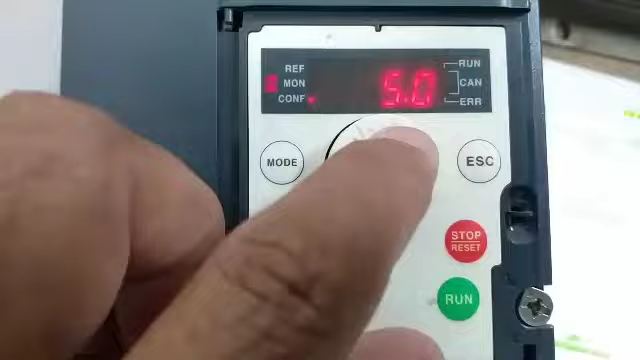 REF
MON
CONF
5.0
RUN
CAN
ERR
MODE
ESC
STOP
RESET
RUN